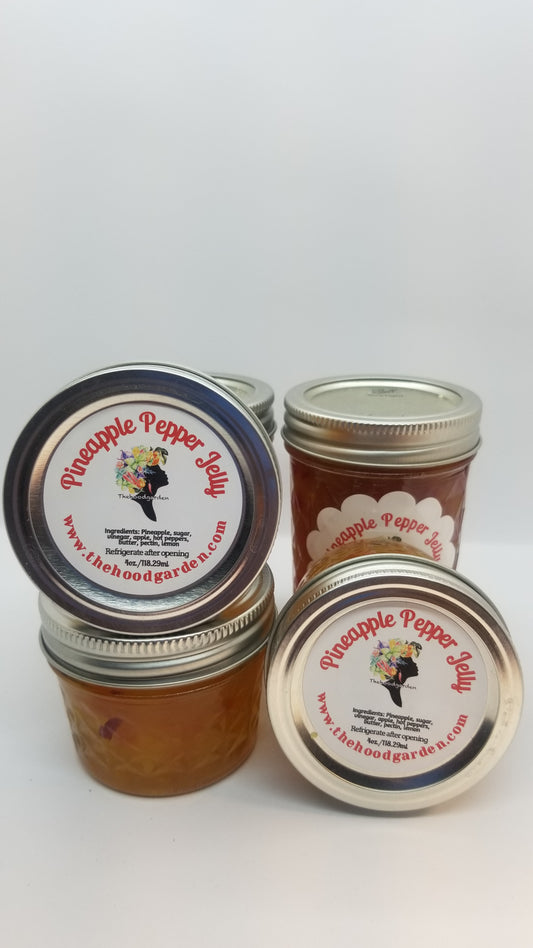 Pineapple Pepper Jelly
Thehoodgarden
Ingredients: Pineapple, sugar,
vinegar, apple, hot peppers,
butter, pectin, lemon
Refrigerate after opening
4oz./118.29mL
www.thehoodgarden.com
Pineapple Pepper Jelly
Pineapple Pepper Jelly
Thehoodgarden
Ingredients: Pineapple, sugar,
vinegar, apple, hot peppers,
butter, pectin, lemon
Refrigerate after opening
4oz./118.29mL
www.thehoodgarden.com